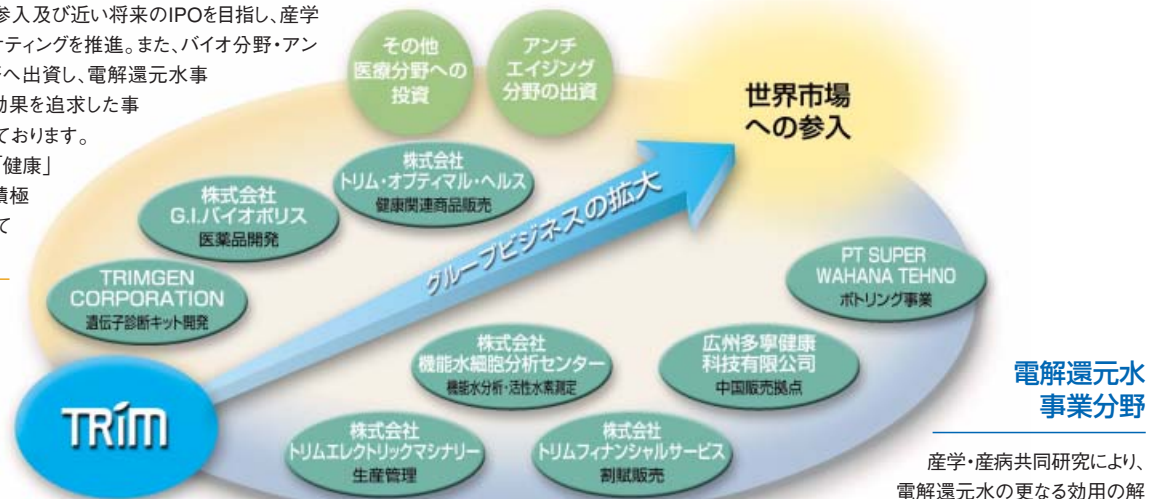 参入及び近い将来のIPOを目指し、産学
ケティングを推進。また、バイオ分野・アン
へ出資し、電解還元水事
効果を追求した事
ております。
「健康」
積極
て
その他
医療分野への
投資
アンチ
エイジング
分野の出資
世界市場
への参入
株式会社
トリム・オプティマル・ヘルス
健康関連商品販売
株式会社
G.I.バイオポリス
医薬品開発
TRIMGEN
CORPORATION
遺伝子診断キット開発
グループビジネスの拡大
PT SUPER
WAHANA TEHNO
ボトリング事業
株式会社
機能水細胞分析センター
機能水分析・活性水素測定
広州多寧健康
科技有限公司
中国販売拠点
TRIM
株式会社
トリムエレクトリックマシナリー
生産管理
株式会社
トリムフィナンシャルサービス
割賦販売
電解還元水
事業分野
産学・産病共同研究により、
電解還元水の更なる効用の解